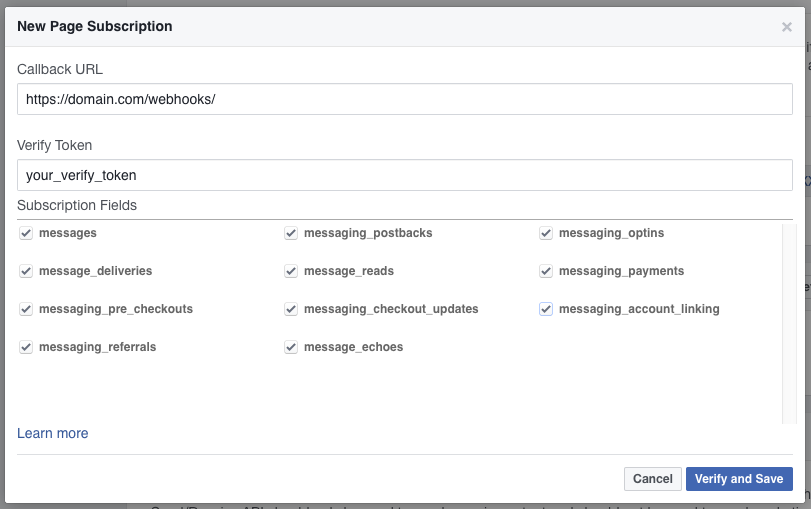 New Page Subscription
×
Callback URL
https://domain.com/webhooks/
Verify Token
your_verify_token
Subscription Fields
messages messaging_postbacks messaging_optins
message_deliveries message_reads messaging_payments
messaging_pre_checkouts messaging_checkout_updates messaging_account_linking
messaging_referrals message_echoes
Learn more
Cancel Verify and Save